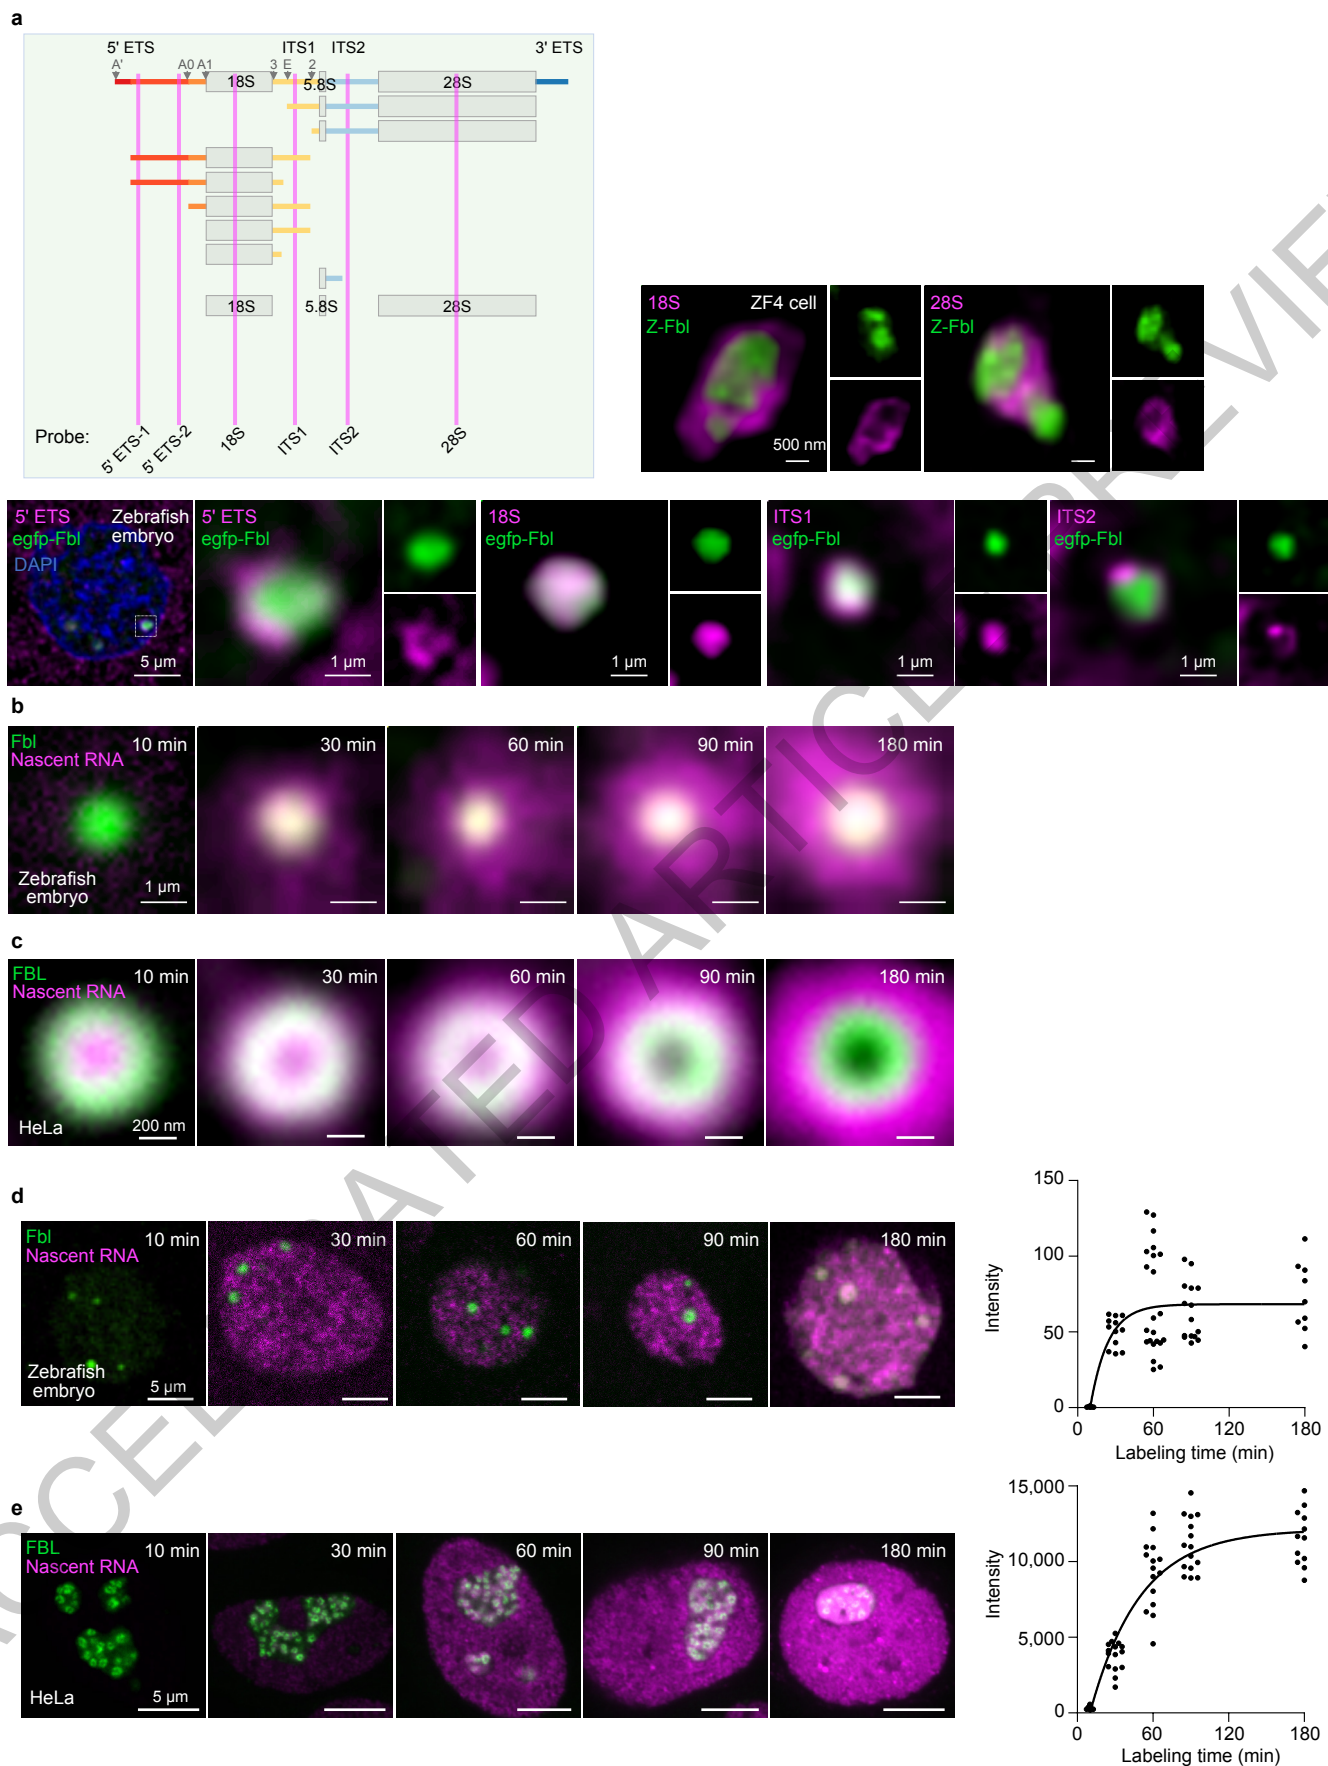 a
5' ETS ITS1 ITS2 3' ETS
A' A0 A1 3 E 2
18S 5.8S 28S
18S 5.8S 28S
Probe: 5' ETS-1 5' ETS-2 18S ITS1 ITS2 28S
18S ZF4 cell
Z-Fbl
500 nm
28S
Z-Fbl
5' ETS Zebrafish
egfp-Fbl embryo
DAPI
5 µm
5' ETS
egfp-Fbl
1 µm
18S
egfp-Fbl
1 µm
ITS1
egfp-Fbl
1 µm
ITS2
egfp-Fbl
1 µm
b
Fbl 10 min 30 min 60 min 90 min 180 min
Nascent RNA
Zebrafish
embryo 1 µm
c
FBL 10 min 30 min 60 min 90 min 180 min
Nascent RNA
HeLa 200 nm
d
Fbl 10 min 30 min 60 min 90 min 180 min
Nascent RNA
Zebrafish
embryo 5 µm
150
100
50
0
Intensity
0 60 120 180
Labeling time (min)
e
FBL 10 min 30 min 60 min 90 min 180 min
Nascent RNA
HeLa 5 µm
15,000
10,000
5,000
0
Intensity
0 60 120 180
Labeling time (min)
ACCELERATED ARTICLE PREVIE